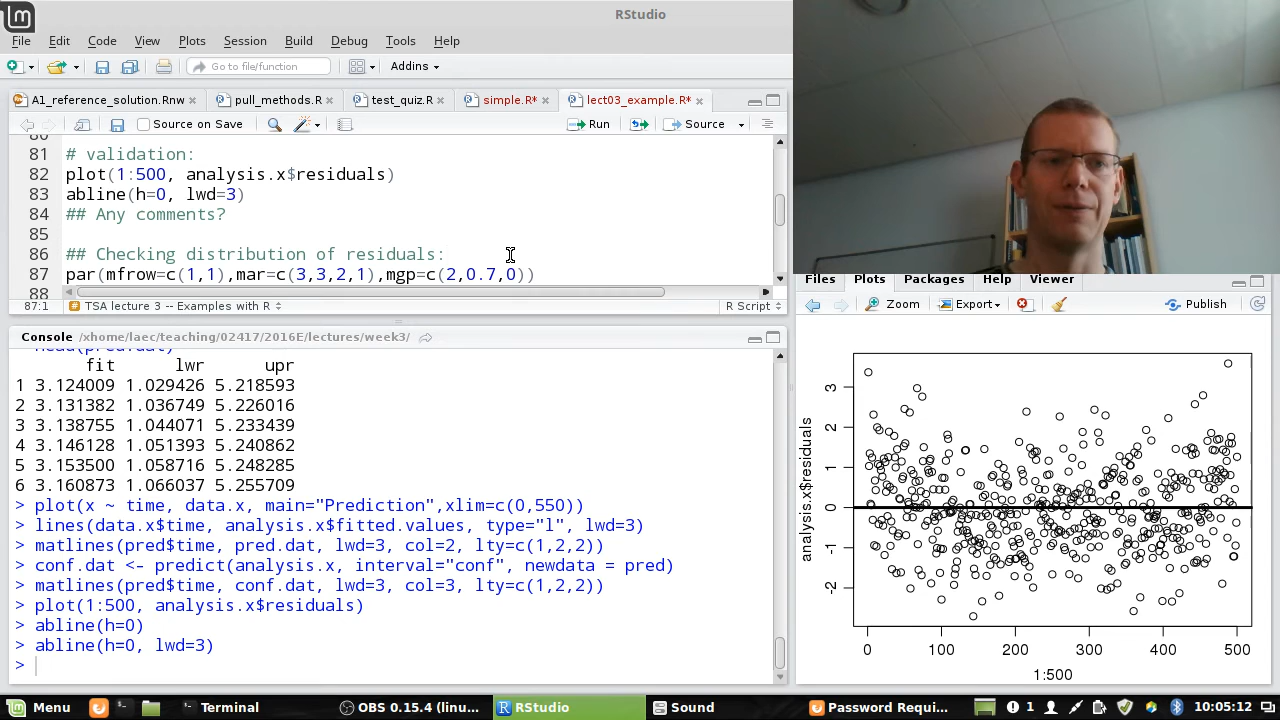 RStudio
File Edit Code View Plots Session Build Debug Tools Help
Go to file/function Addins
A1_reference_solution.Rnw pull_methods.R test_quiz.R simple.R* lect03_example.R*
Source on Save Run Source
81 # validation:
82 plot(1:500, analysis.x$residuals)
83 abline(h=0, lwd=3)
84 ## Any comments?
85
86 ## Checking distribution of residuals:
87 par(mfrow=c(1,1),mar=c(3,3,2,1),mgp=c(2,0.7,0))
88
87:1 # TSA lecture 3 -- Examples with R R Script
Console /xhome/laec/teaching/02417/2016E/lectures/week3/
head(pred.dat)
fit lwr upr
1 3.124009 1.029426 5.218593
2 3.131382 1.036749 5.226016
3 3.138755 1.044071 5.233439
4 3.146128 1.051393 5.240862
5 3.153500 1.058716 5.248285
6 3.160873 1.066037 5.255709
> plot(x ~ time, data.x, main="Prediction",xlim=c(0,550))
> lines(data.x$time, analysis.x$fitted.values, type="l", lwd=3)
> matlines(pred$time, pred.dat, lwd=3, col=2, lty=c(1,2,2))
> conf.dat <- predict(analysis.x, interval="conf", newdata = pred)
> matlines(pred$time, conf.dat, lwd=3, col=3, lty=c(1,2,2))
> plot(1:500, analysis.x$residuals)
> abline(h=0)
> abline(h=0, lwd=3)
>
Files Plots Packages Help Viewer
Zoom Export Publish
analysis.x$residuals
3
2
1
0
-1
-2
0 100 200 300 400 500
1:500
Menu Terminal OBS 0.15.4 (linu... RStudio Sound Password Requi... 1 10:05:12